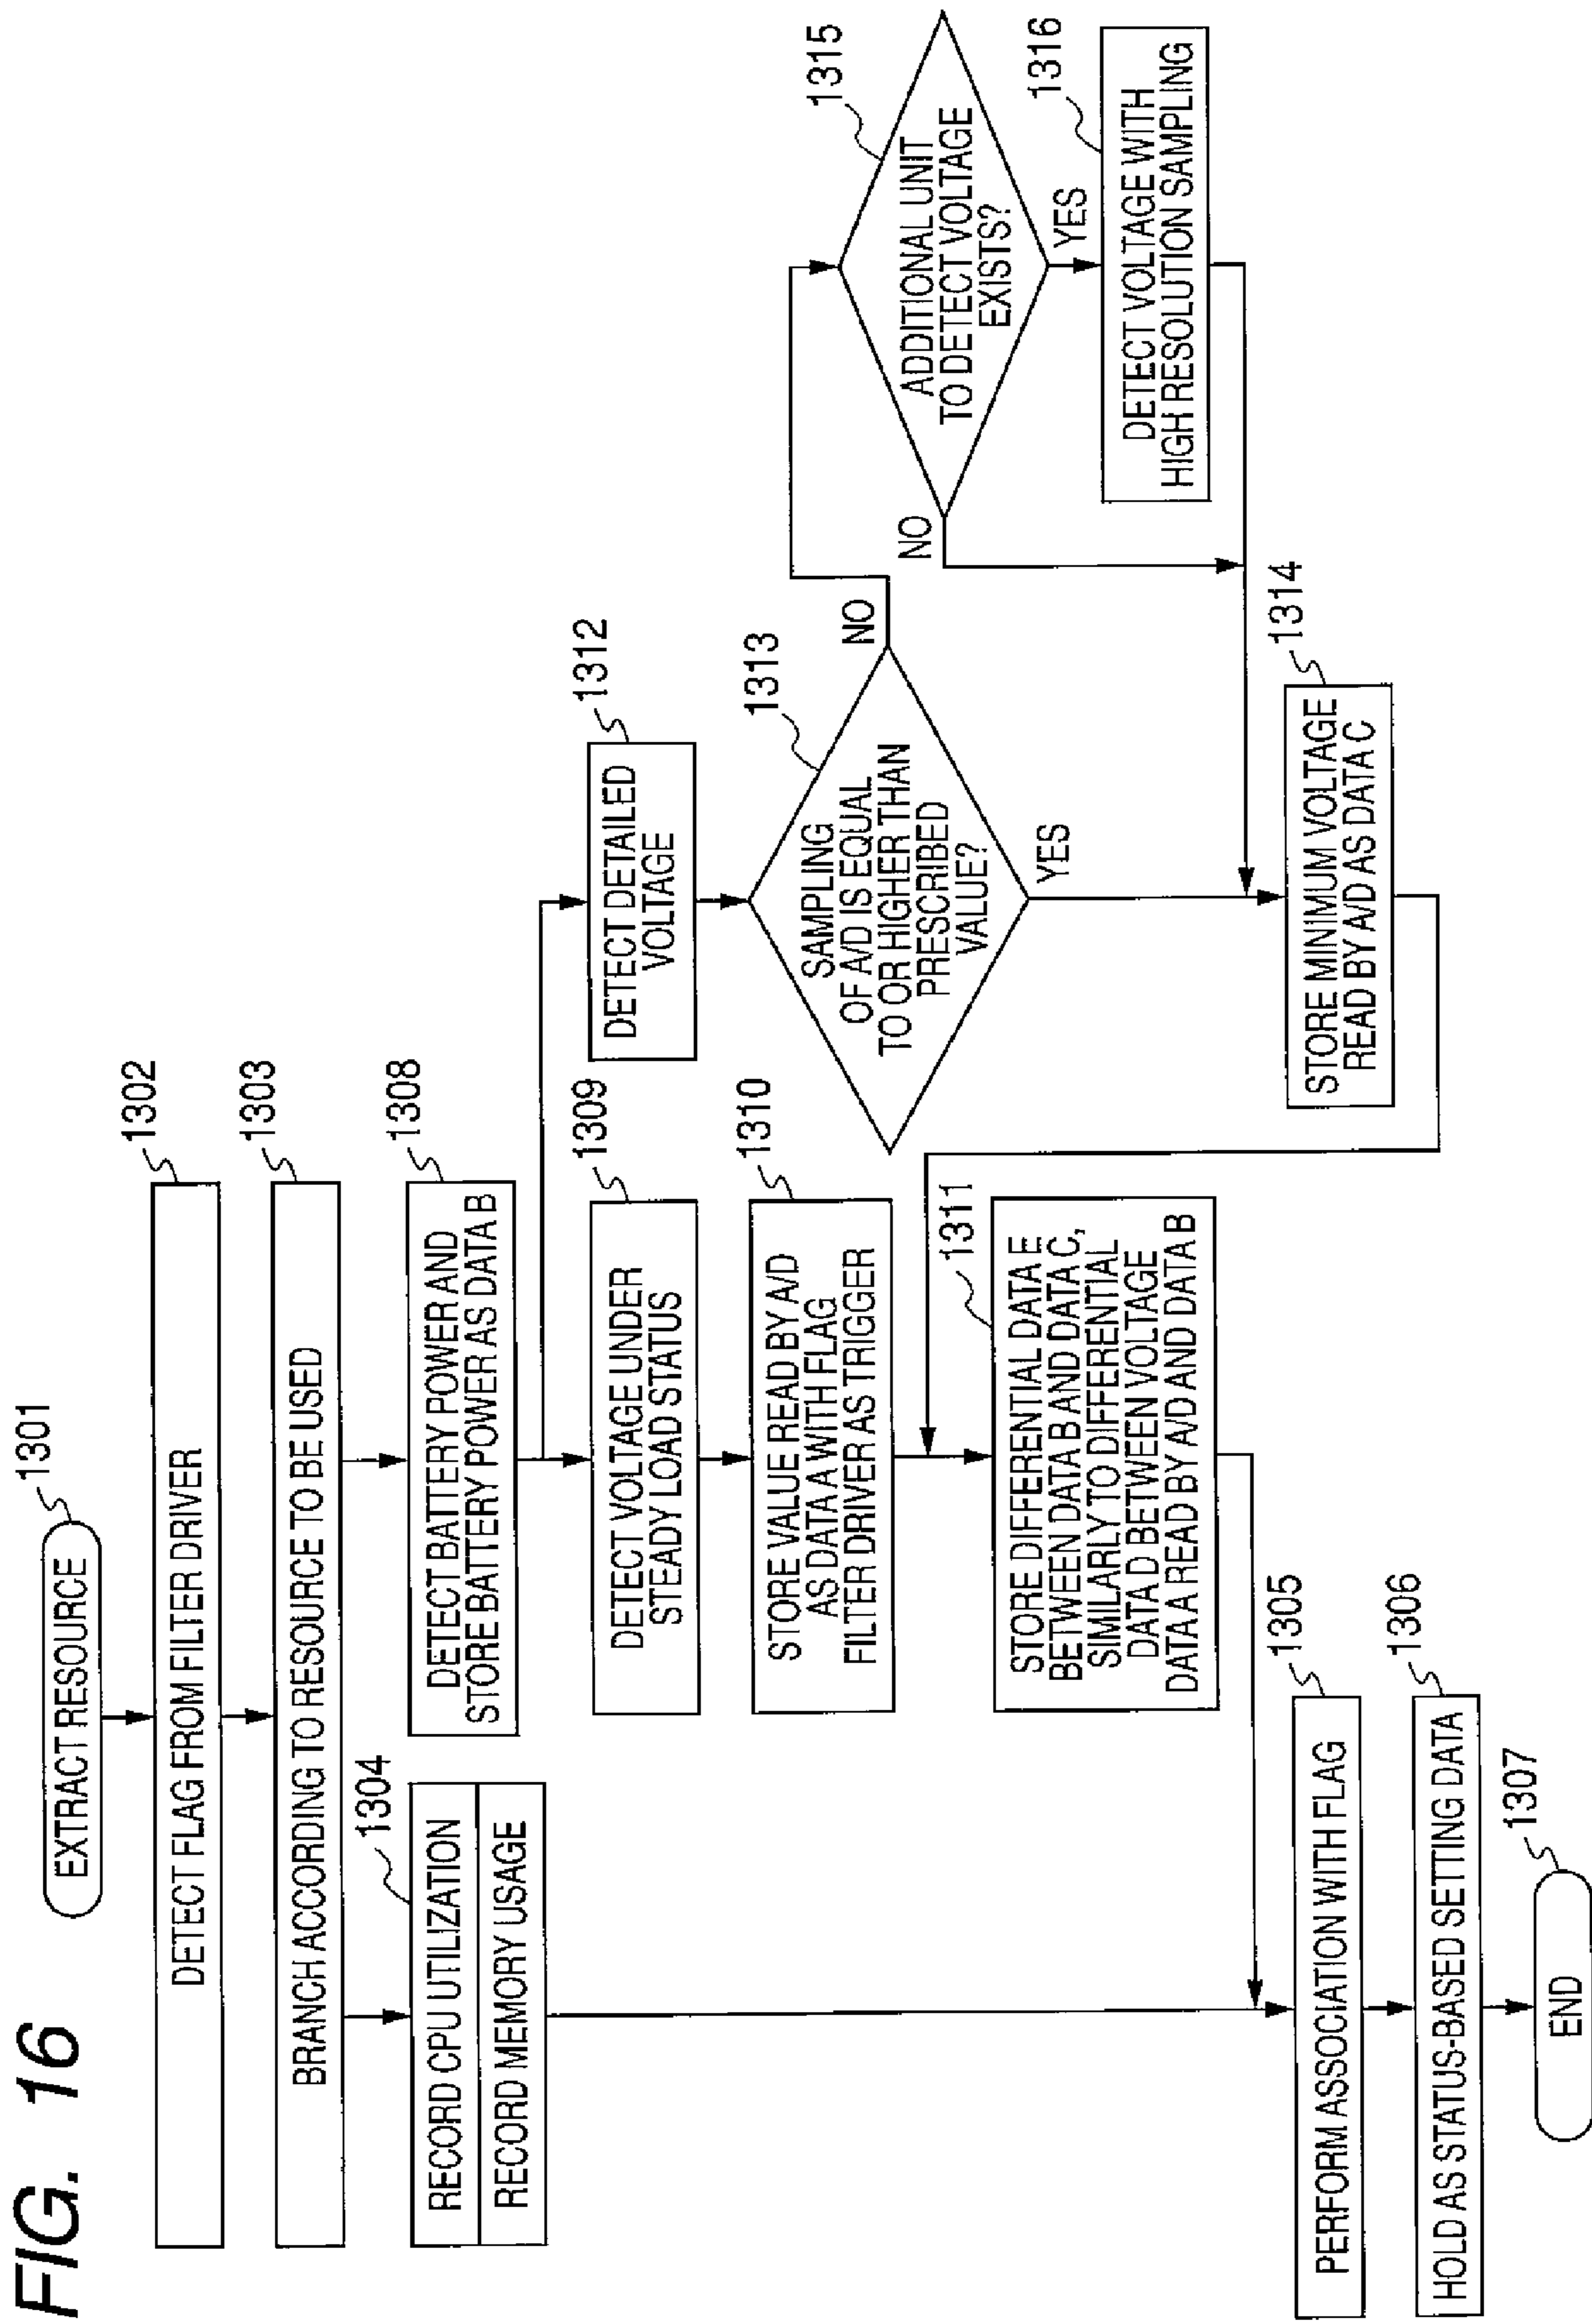 FIG. 16
1301
EXTRACT RESOURCE
1302
DETECT FLAG FROM FILTER DRIVER
1303
BRANCH ACCORDING TO RESOURCE TO BE USED
1304
RECORD CPU UTILIZATION
RECORD MEMORY USAGE
1308
DETECT BATTERY POWER AND
STORE BATTERY POWER AS DATA B
1309
DETECT VOLTAGE UNDER
STEADY LOAD STATUS
1310
STORE VALUE READ BY A/D
AS DATA A WITH FLAG
FILTER DRIVER AS TRIGGER
1311
STORE DIFFERENTIAL DATA E
BETWEEN DATA B AND DATA C,
SIMILARLY TO DIFFERENTIAL
DATA D BETWEEN VOLTAGE
DATA A READ BY A/D AND DATA B
1312
DETECT DETAILED
VOLTAGE
1313
SAMPLING
OF A/D IS EQUAL
TO OR HIGHER THAN
PRESCRIBED
VALUE?
NO
YES
1315
ADDITIONAL UNIT
TO DETECT VOLTAGE
EXISTS?
NO
YES
1316
DETECT VOLTAGE WITH
HIGH RESOLUTION SAMPLING
1314
STORE MINIMUM VOLTAGE
READ BY A/D AS DATA C
1305
PERFORM ASSOCIATION WITH FLAG
1306
HOLD AS STATUS-BASED SETTING DATA
1307
END